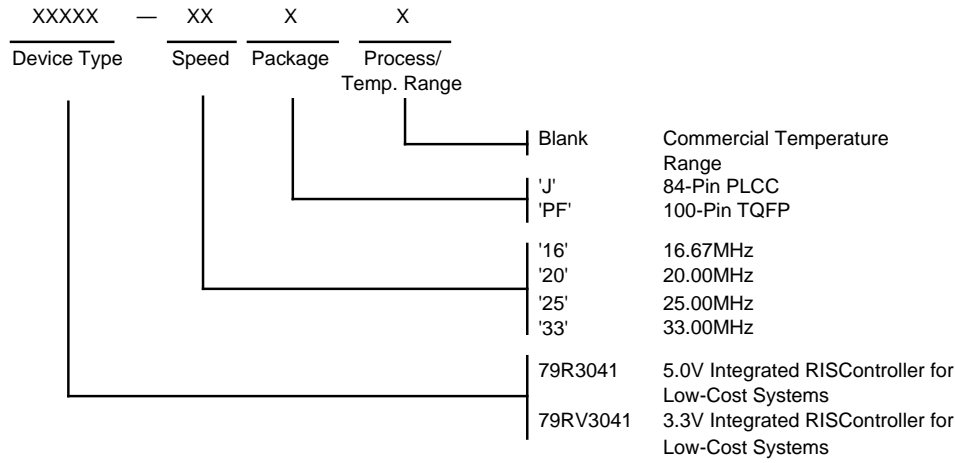 XXXXX — XX X X
Device Type Speed Package Process/
Temp. Range
Blank Commercial Temperature
Range
'J' 84-Pin PLCC
'PF' 100-Pin TQFP
'16' 16.67MHz
'20' 20.00MHz
'25' 25.00MHz
'33' 33.00MHz
79R3041 5.0V Integrated RISController for
Low-Cost Systems
79RV3041 3.3V Integrated RISController for
Low-Cost Systems